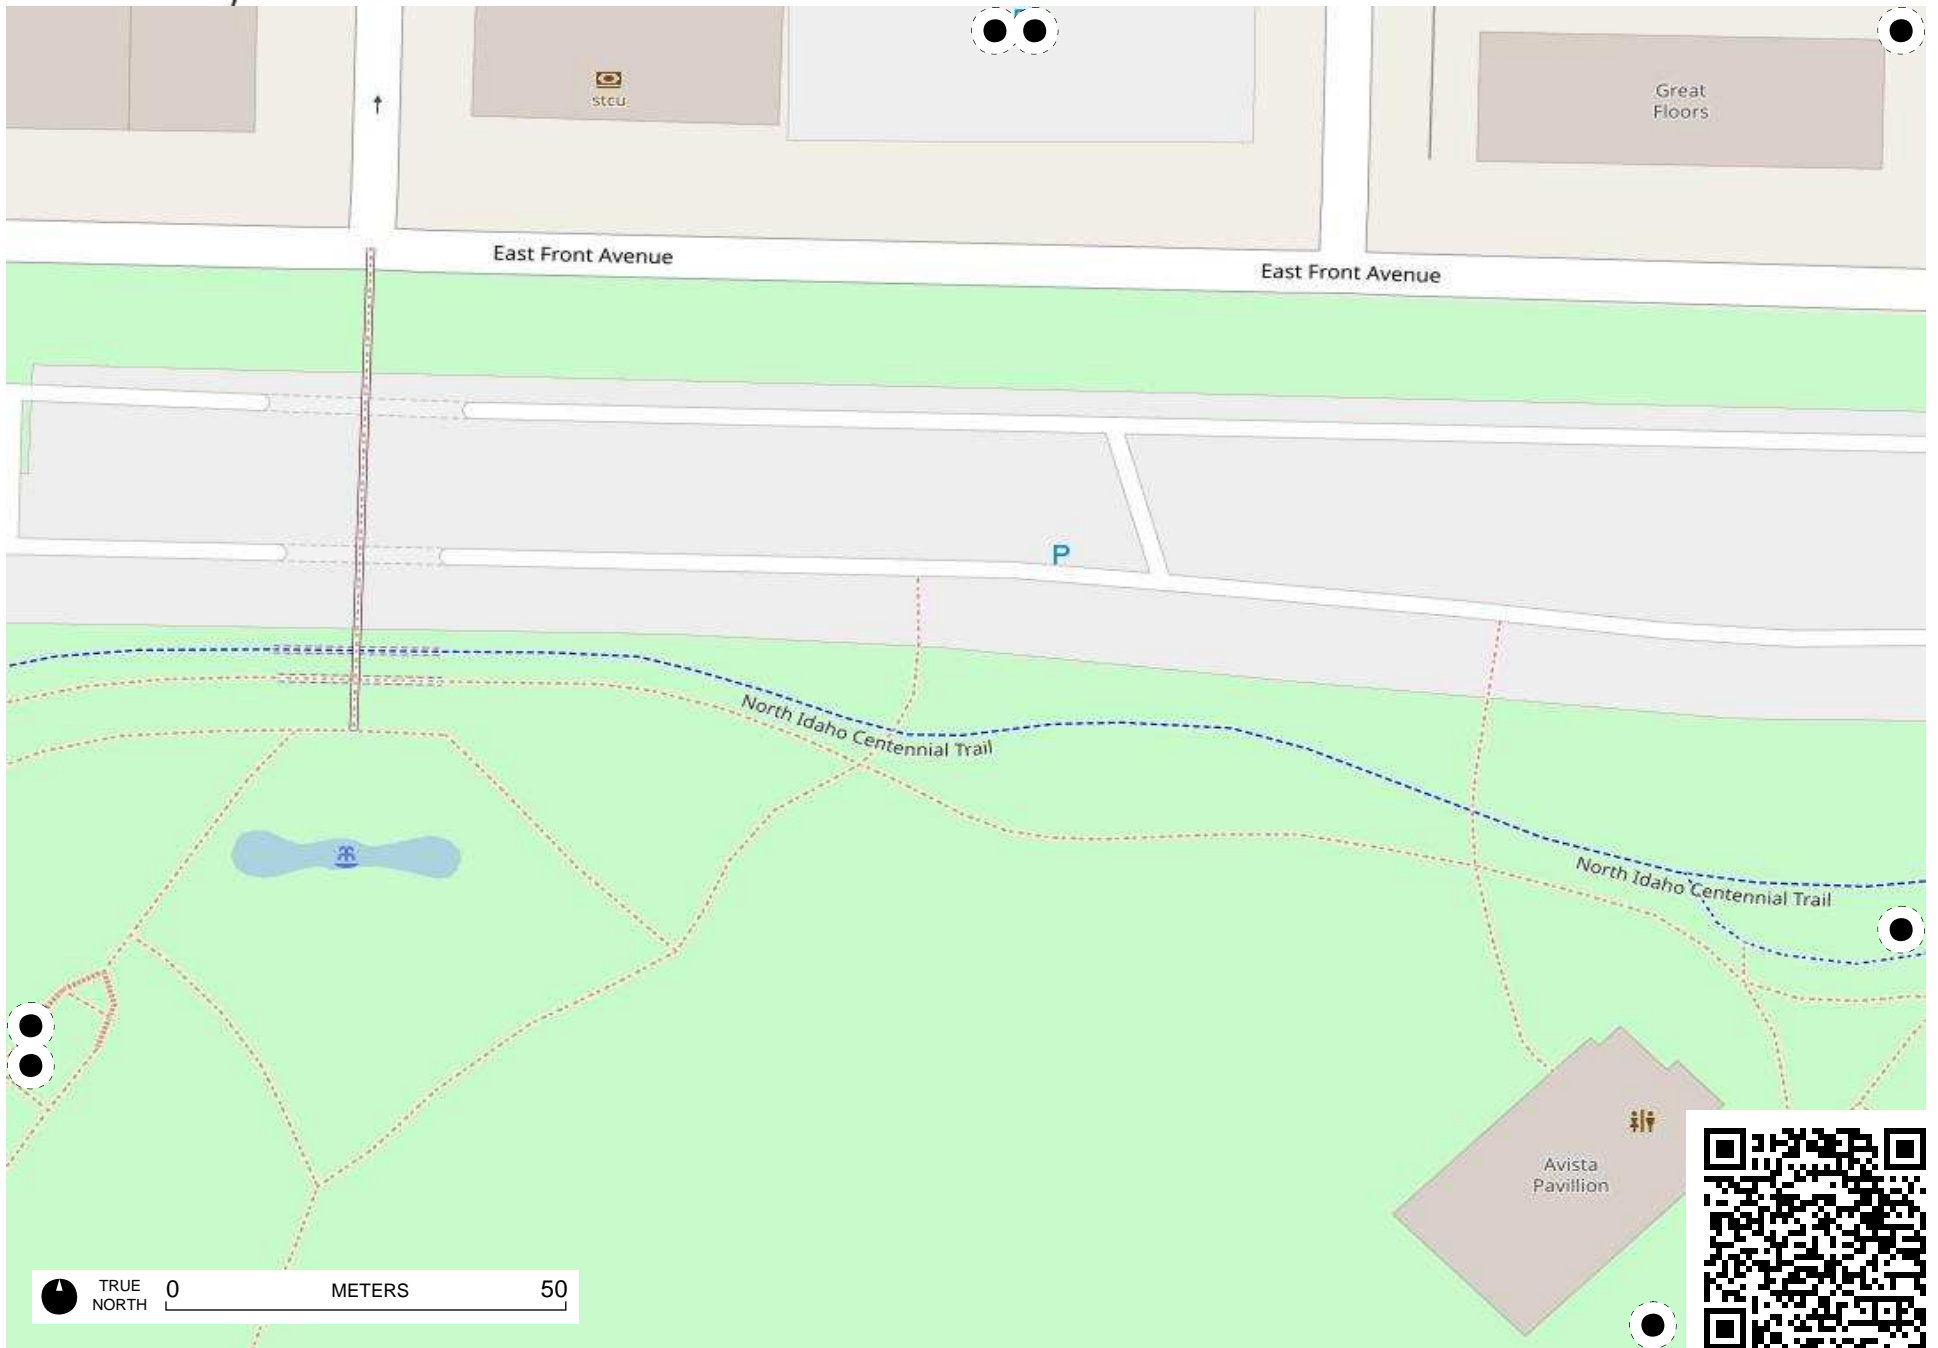 stcu
Great
Floors
East Front Avenue
East Front Avenue
P
North Idaho Centennial Trail
North Idaho Centennial Trail
Avista
Pavillion
TRUE
NORTH
0
METERS
50